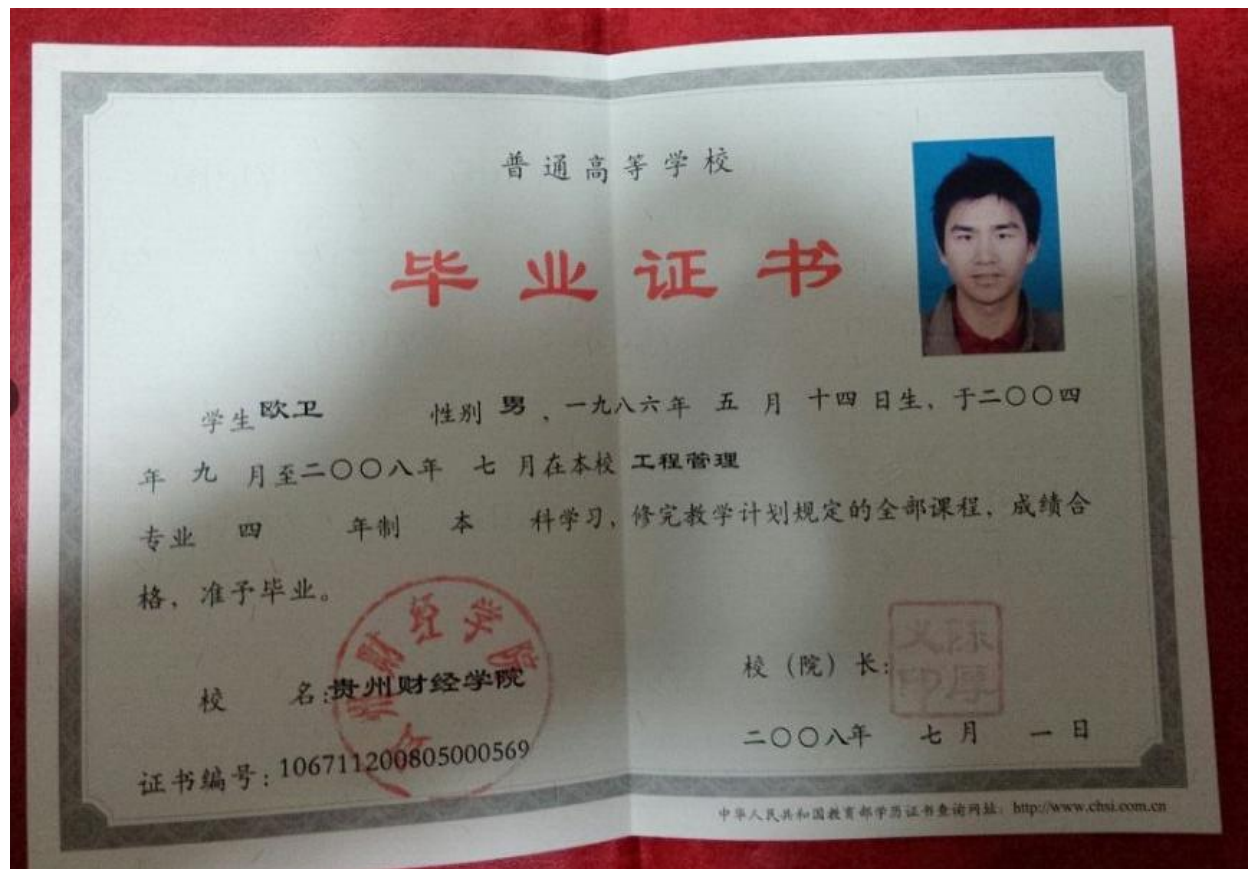 普通高等学校
毕业证书
学生 欧卫 性别 男 、一九八六年 五 月 十四 日生、于二〇〇四
年 九 月至二〇〇八年 七 月在本校 工程管理
专业 四 年制 本 科学习,修完教学计划规定的全部课程、成绩合
格、准予毕业。
财经学院
校 名:贵州财经学院
校(院)长:
证书编号:106711200805000569
二〇〇八年 七月 一日
中华人民共和国教育部学历证书查询网址:http://www.chsi.com.cn